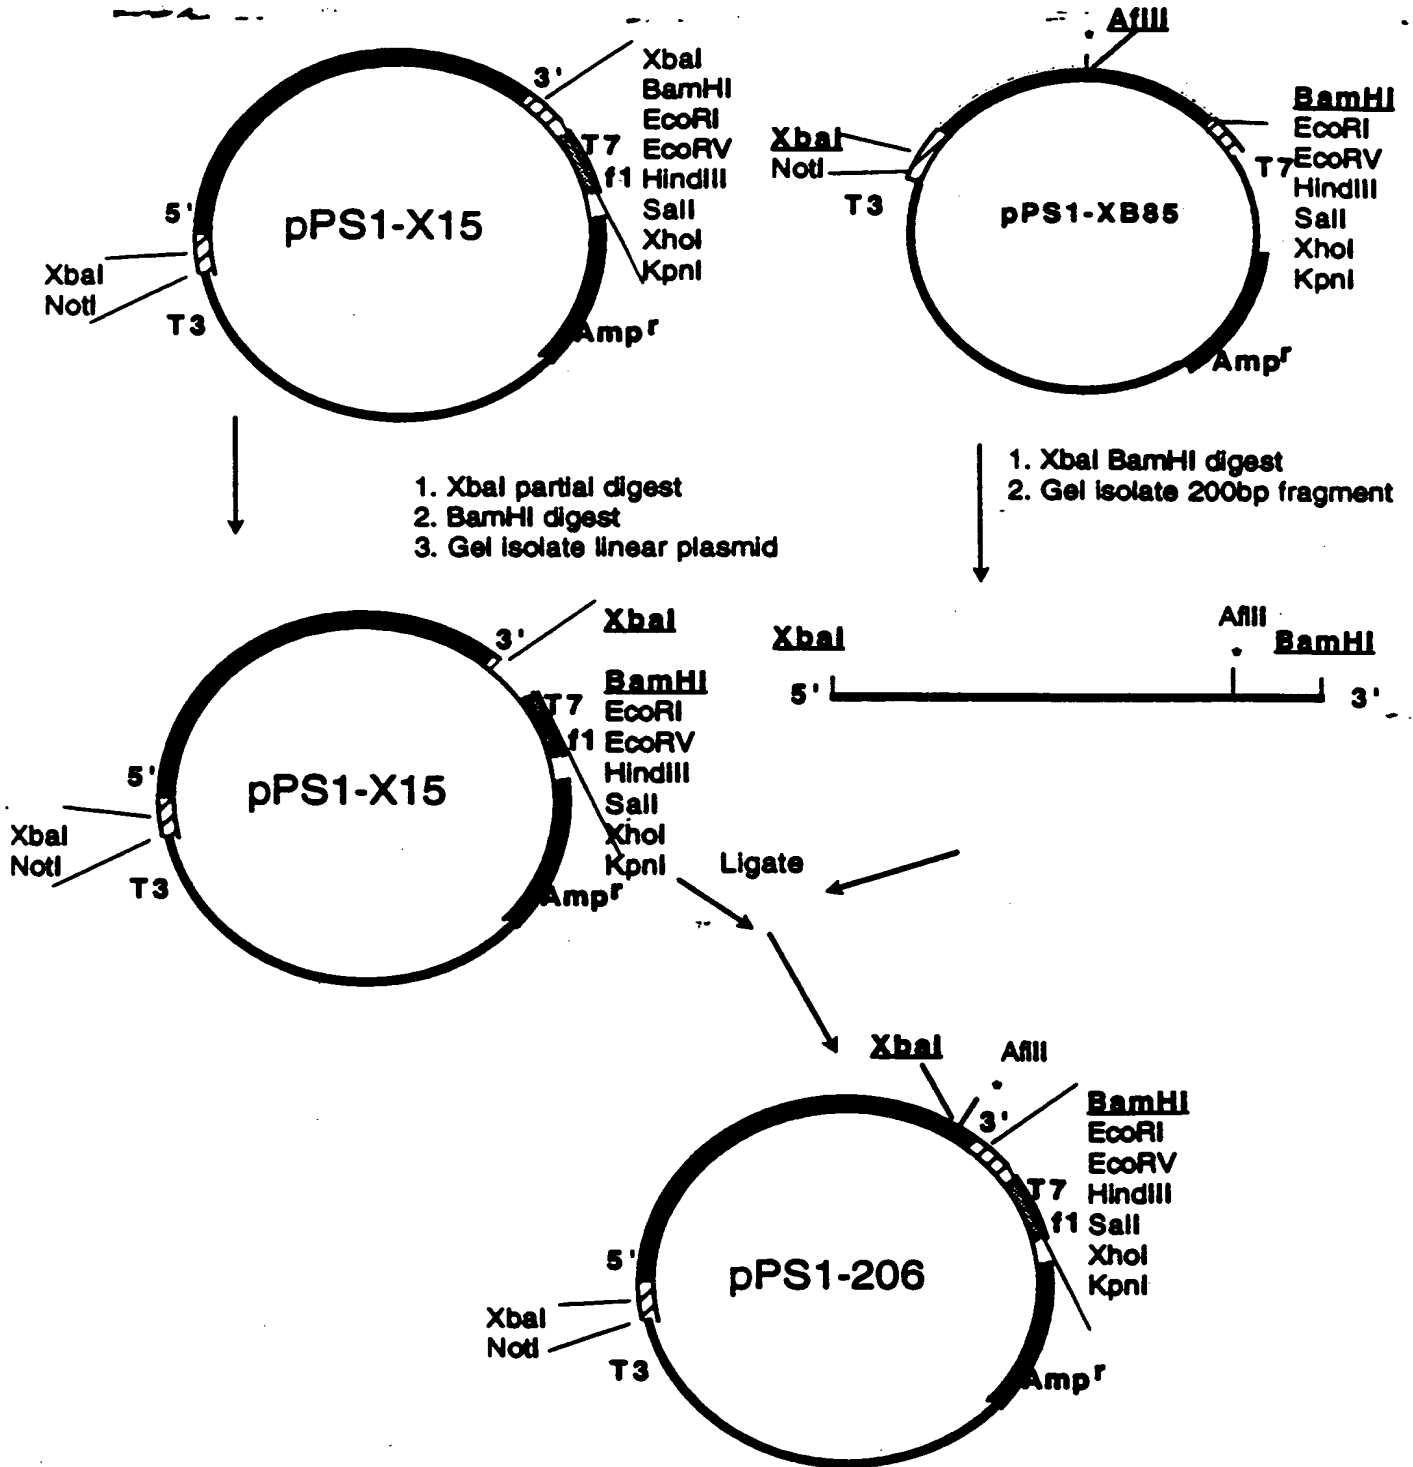 3'
XbaI
BamHI
EcoRI
EcoRV
HindIII
SalI
XhoI
KpnI
T7
f1
5'
pPS1-X15
XbaI
NotI
T3
Amp r
AflII
*
XbaI
NotI
T3
pPS1-XB85
BamHI
EcoRI
EcoRV
HindIII
SalI
XhoI
KpnI
T7
Amp r
1. XbaI partial digest
2. BamHI digest
3. Gel isolate linear plasmid
1. XbaI BamHI digest
2. Gel isolate 200bp fragment
3'
XbaI
BamHI
EcoRI
EcoRV
HindIII
SalI
XhoI
KpnI
T7
f1
5'
pPS1-X15
XbaI
NotI
T3
Amp r
XbaI
AflII
*
BamHI
5'
3'
Ligate
XbaI
AflII
*
3'
BamHI
EcoRI
EcoRV
HindIII
SalI
XhoI
KpnI
T7
f1
5'
pPS1-206
XbaI
NotI
T3
Amp r